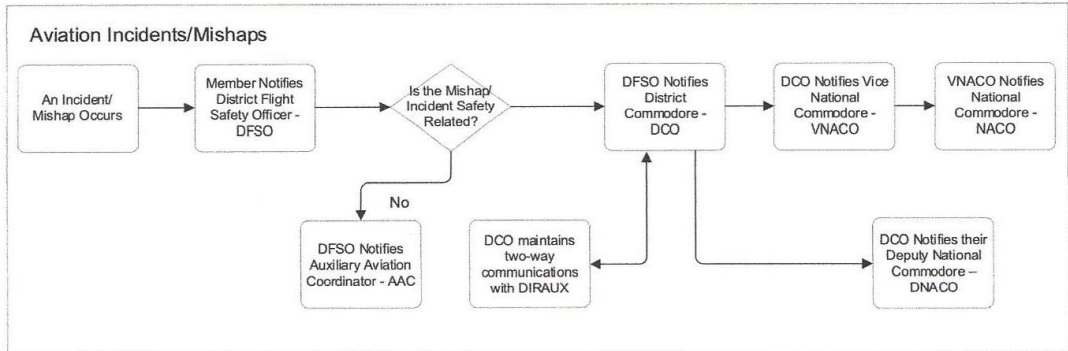 Aviation Incidents/Mishaps
An Incident/
Mishap Occurs
Member Notifies
District Flight
Safety Officer -
DFSO
Is the Mishap/
Incident Safety
Related?
DFSO Notifies
District
Commodore -
DCO
DCO Notifies Vice
National
Commodore -
VNACO
VNACO Notifies
National
Commodore -
NACO
No
DFSO Notifies
Auxiliary Aviation
Coordinator - AAC
DCO maintains
two-way
communications
with DIRAUX
DCO Notifies their
Deputy National
Commodore –
DNACO